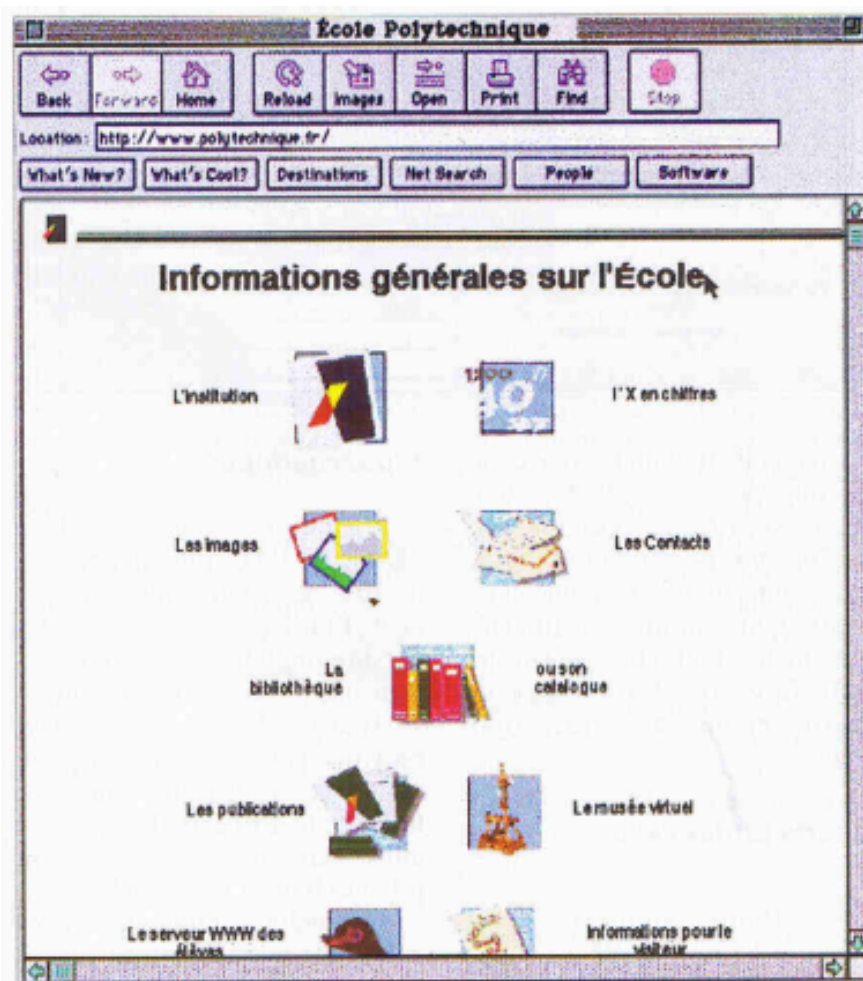 École Polytechnique
Back Forward Home Reload Images Open Print Find Stop
Location: http://www.polytechnique.fr/
What's New? What's Cool? Destinations Net Search People Software
Informations générales sur l'École
L'institution
l'X en chiffres
Les images
Les Contacts
La
bibliothèque
ou son
catalogue
Les publications
Le musée virtuel
Le serveur WWW des
élèves
Informations pour le
visiteur